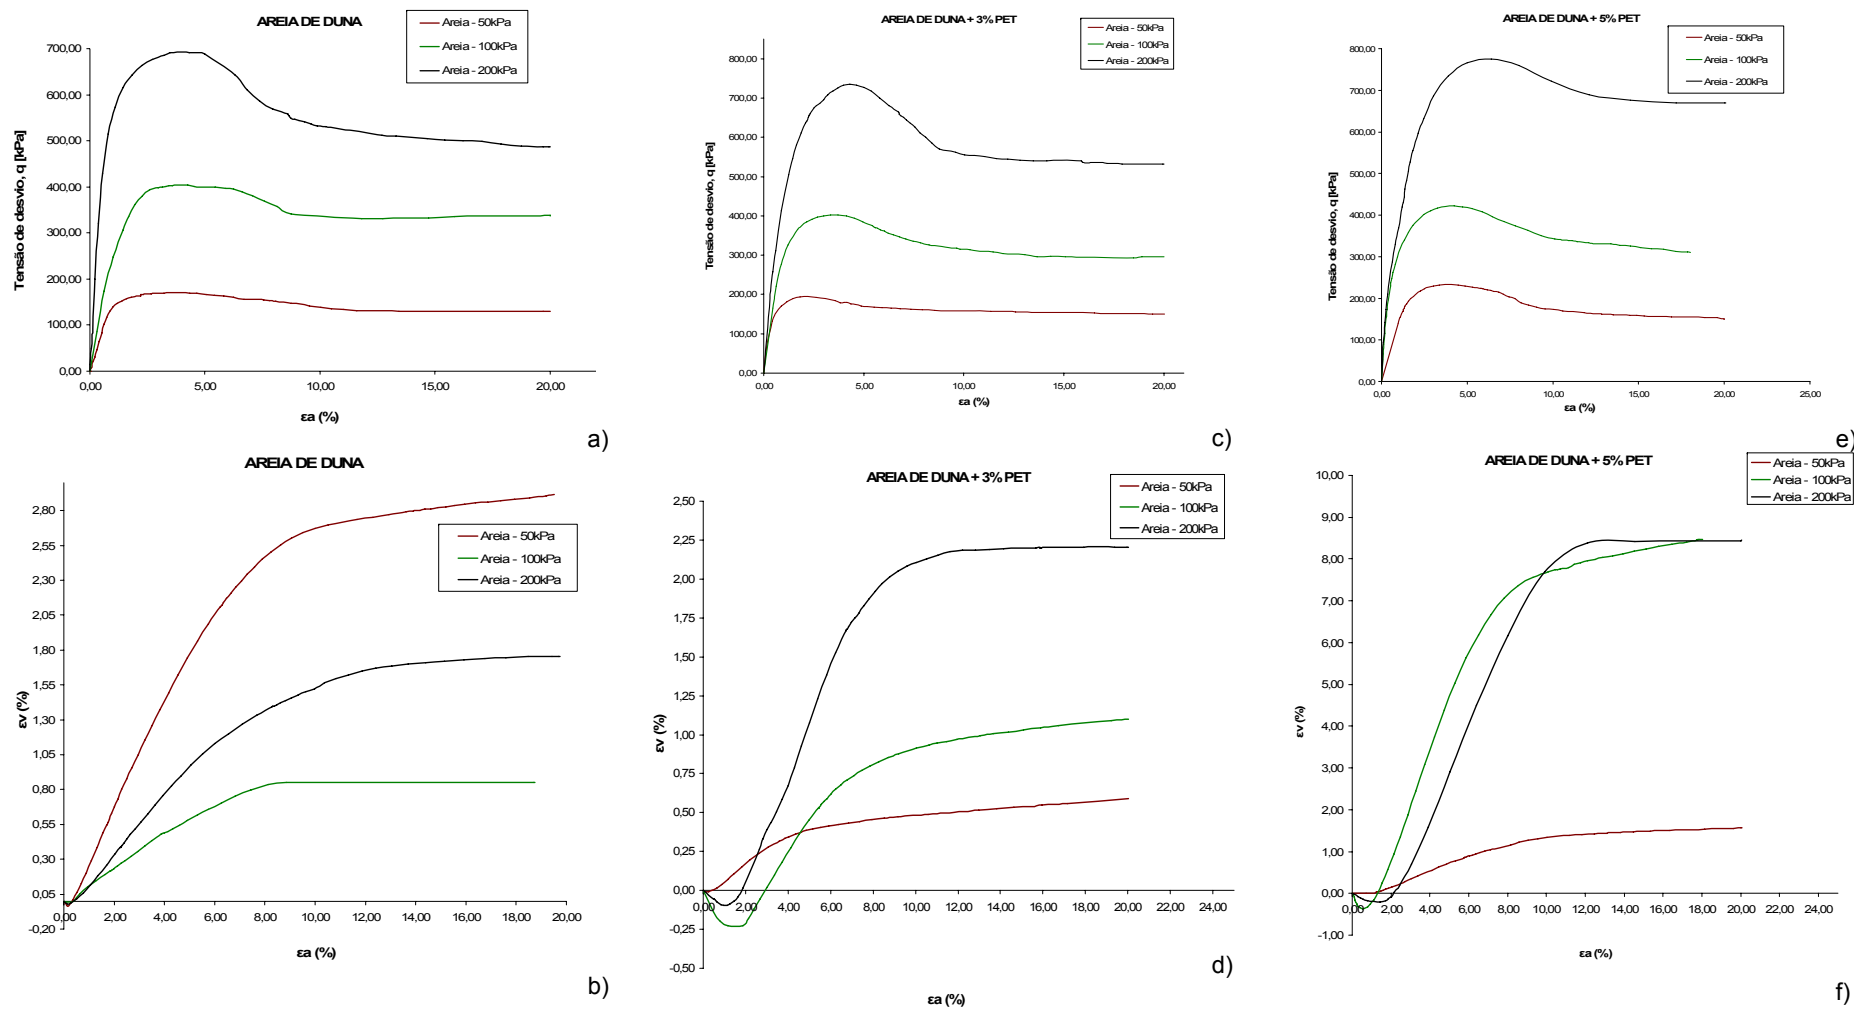 AREIA DE DUNA
Areia - 50kPa
Areia - 100kPa
Areia - 200kPa
Tensão de desvio, q [kPa]
700,00
600,00
500,00
400,00
300,00
200,00
100,00
0,00
0,00 5,00 10,00 15,00 20,00
εa (%)
a)
AREIA DE DUNA + 3% PET
Areia - 50kPa
Areia - 100kPa
Areia - 200kPa
Tensão de desvio, q [kPa]
800,00
700,00
600,00
500,00
400,00
300,00
200,00
100,00
0,00
0,00 5,00 10,00 15,00 20,00
εa (%)
c)
AREIA DE DUNA + 5% PET
Areia - 50kPa
Areia - 100kPa
Areia - 200kPa
Tensão de desvio, q [kPa]
800,00
700,00
600,00
500,00
400,00
300,00
200,00
100,00
0,00
0,00 5,00 10,00 15,00 20,00 25,00
εa (%)
e)
AREIA DE DUNA
Areia - 50kPa
Areia - 100kPa
Areia - 200kPa
εv (%)
2,80
2,55
2,30
2,05
1,80
1,55
1,30
1,05
0,80
0,55
0,30
0,05
-0,20
0,00 2,00 4,00 6,00 8,00 10,00 12,00 14,00 16,00 18,00 20,00
εa (%)
b)
AREIA DE DUNA + 3% PET
Areia - 50kPa
Areia - 100kPa
Areia - 200kPa
εv (%)
2,50
2,25
2,00
1,75
1,50
1,25
1,00
0,75
0,50
0,25
0,00
-0,25
-0,50
0,00 2,00 4,00 6,00 8,00 10,00 12,00 14,00 16,00 18,00 20,00 22,00 24,00
εa (%)
d)
AREIA DE DUNA + 5% PET
Areia - 50kPa
Areia - 100kPa
Areia - 200kPa
εv (%)
10,00
9,00
8,00
7,00
6,00
5,00
4,00
3,00
2,00
1,00
0,00
-1,00
0,00 2,00 4,00 6,00 8,00 10,00 12,00 14,00 16,00 18,00 20,00 22,00 24,00
εa (%)
f)